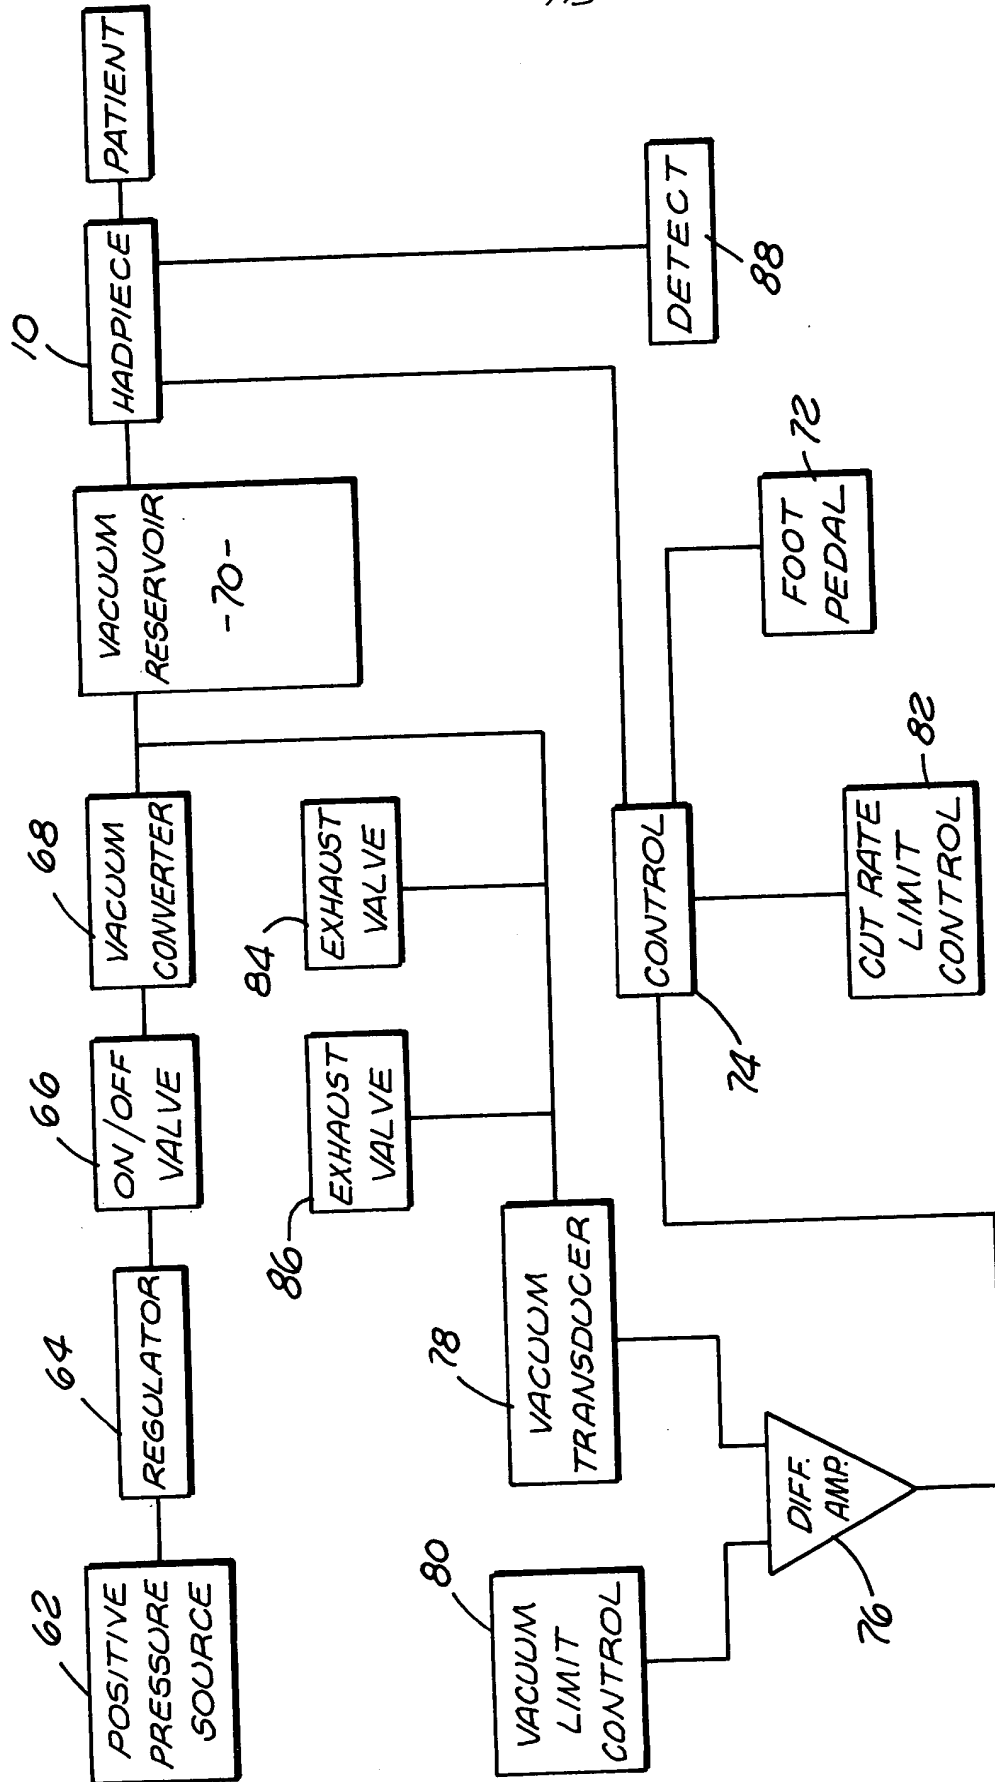 62
POSITIVE
PRESSURE
SOURCE
64
REGULATOR
66
ON/OFF
VALVE
68
VACUUM
CONVERTER
VACUUM
RESERVOIR
-70-
10
HADPIECE
PATIENT
86
EXHAUST
VALVE
84
EXHAUST
VALVE
80
VACUUM
LIMIT
CONTROL
78
VACUUM
TRANSDUCER
DIFF.
AMP.
76
CONTROL
74
CUT RATE
LIMIT
CONTROL
82
FOOT
PEDAL
72
DETECT
88